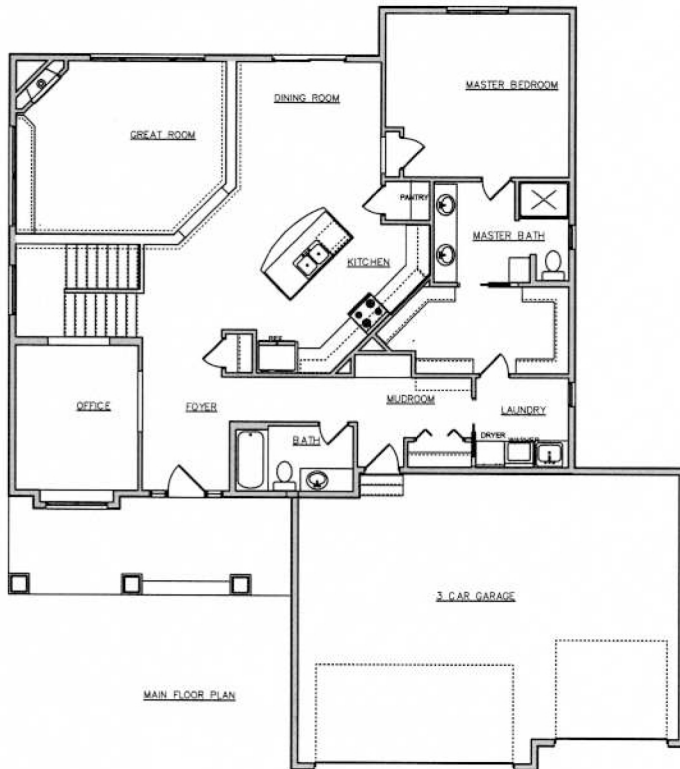 MASTER BEDROOM
DINING ROOM
GREAT ROOM
PANTRY
MASTER BATH
KITCHEN
OFFICE
FOYER
MUDROOM
LAUNDRY
BATH
DRYER
WASHER
3 CAR GARAGE
MAIN FLOOR PLAN